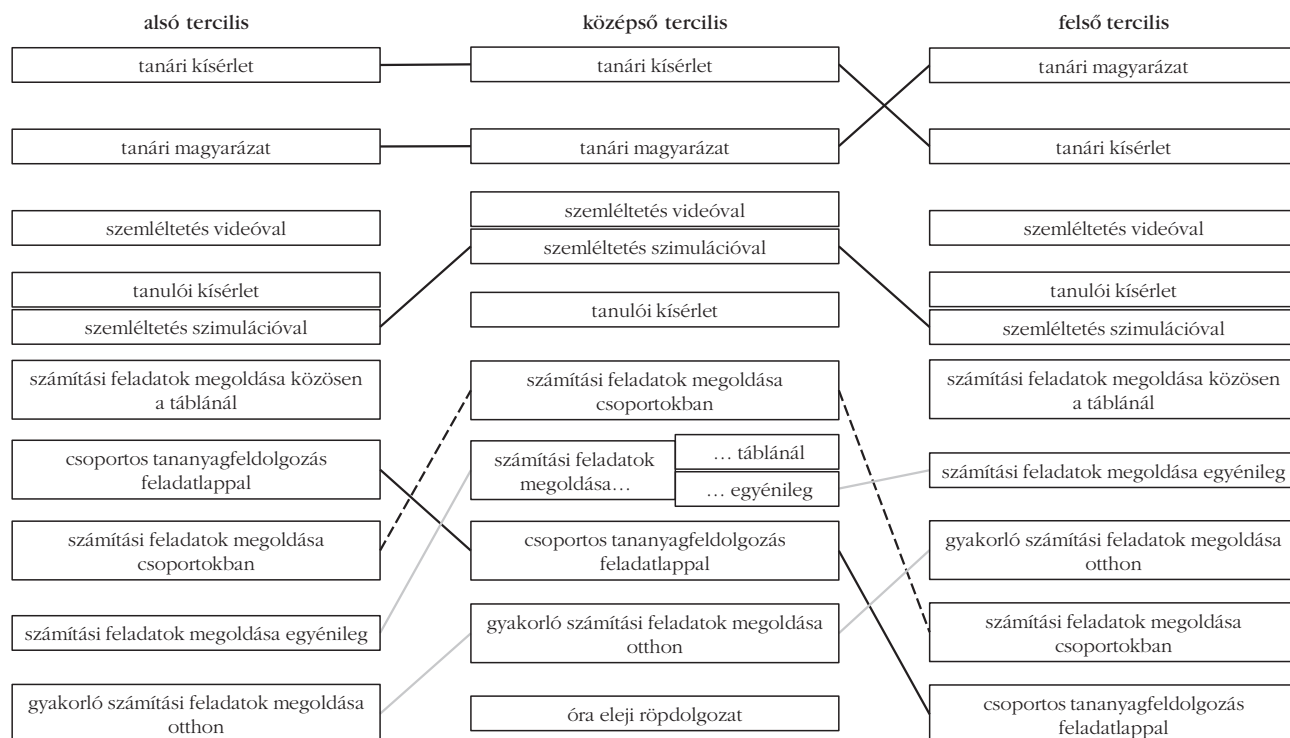 alsó tercilis
tanári kísérlet
tanári magyarázat
szemléltetés videóval
tanulói kísérlet
szemléltetés szimulációval
számítási feladatok megoldása közösen
a táblánál
csoportos tananyagfeldolgozás
feladatlappal
számítási feladatok megoldása
csoportokban
számítási feladatok megoldása egyénileg
gyakorló számítási feladatok megoldása
otthon
középső tercilis
tanári kísérlet
tanári magyarázat
szemléltetés videóval
szemléltetés szimulációval
tanulói kísérlet
számítási feladatok megoldása
csoportokban
számítási feladatok
megoldása…
… táblánál
… egyénileg
csoportos tananyagfeldolgozás
feladatlappal
gyakorló számítási feladatok megoldása
otthon
óra eleji röpdolgozat
felső tercilis
tanári magyarázat
tanári kísérlet
szemléltetés videóval
tanulói kísérlet
szemléltetés szimulációval
számítási feladatok megoldása közösen
a táblánál
számítási feladatok megoldása egyénileg
gyakorló számítási feladatok megoldása
otthon
számítási feladatok megoldása
csoportokban
csoportos tananyagfeldolgozás
feladatlappal